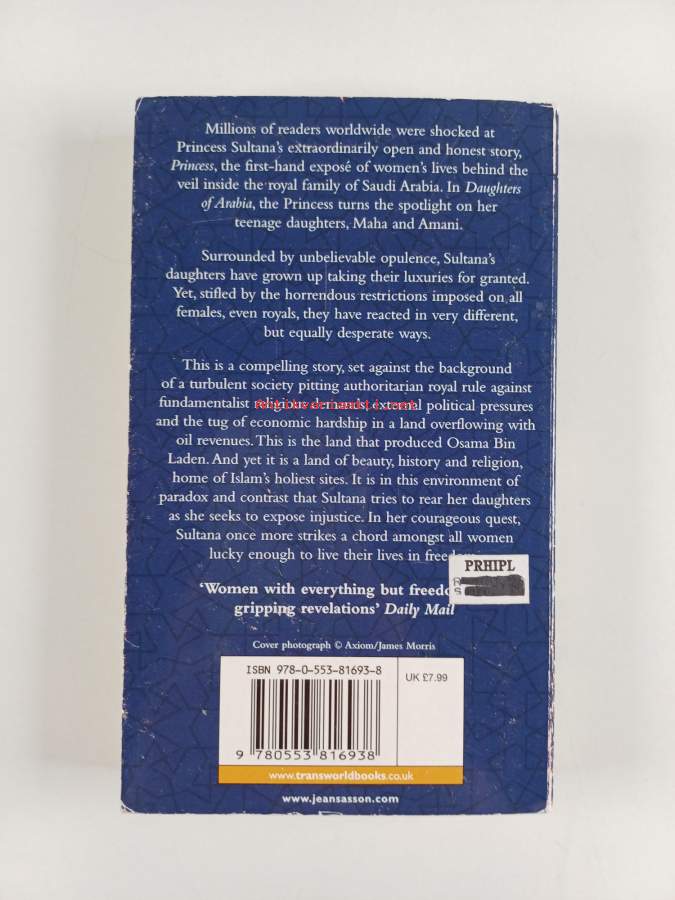 Millions of readers worldwide were shocked at
Princess Sultana's extraordinarily open and honest story,
Princess, the first-hand exposé of women's lives behind the
veil inside the royal family of Saudi Arabia. In Daughters
of Arabia, the Princess turns the spotlight on her
teenage daughters, Maha and Amani.
Surrounded by unbelievable opulence, Sultana's
daughters have grown up taking their luxuries for granted.
Yet, stifled by the horrendous restrictions imposed on all
females, even royals, they have reacted in very different,
but equally desperate ways.
This is a compelling story, set against the background
of a turbulent society pitting authoritarian royal rule against
fundamentalist religious demands, external political pressures
and the tug of economic hardship in a land overflowing with
oil revenues. This is the land that produced Osama Bin
Laden. And yet it is a land of beauty, history and religion,
home of Islam's holiest sites. It is in this environment of
paradox and contrast that Sultana tries to rear her daughters
as she seeks to expose injustice. In her courageous quest,
Sultana once more strikes a chord amongst all women
lucky enough to live their lives in
PRHIPL
'Women with everything but
gripping revelations' Daily Mail
Cover photograph © Axiom/James Morris
ISBN 978-0-553-81693-8
UK £7.99
9 780553 816938
www.transworldbooks.co.uk
www.jeansasson.com